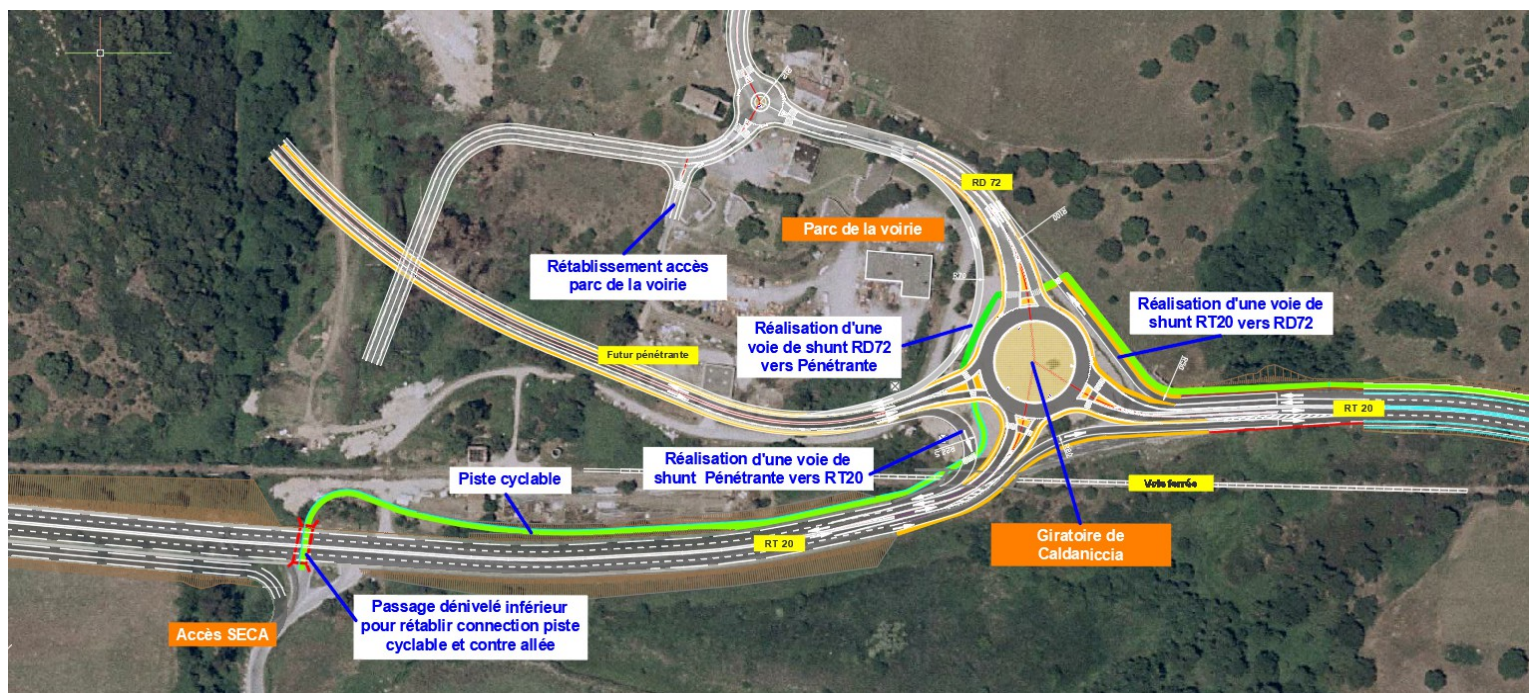 RD 72
Parc de la voirie
Rétablissement accès
parc de la voirie
Réalisation d'une voie de
shunt RT20 vers RD72
Réalisation d'une
voie de shunt RD72
vers Pénétrante
Futur pénétrante
RT 20
Réalisation d'une voie de
shunt Pénétrante vers RT20
Piste cyclable
Voie ferrée
RT 20
Giratoire de
Caldaniccia
Passage dénivelé inférieur
pour rétablir connection piste
cyclable et contre allée
Accès SECA